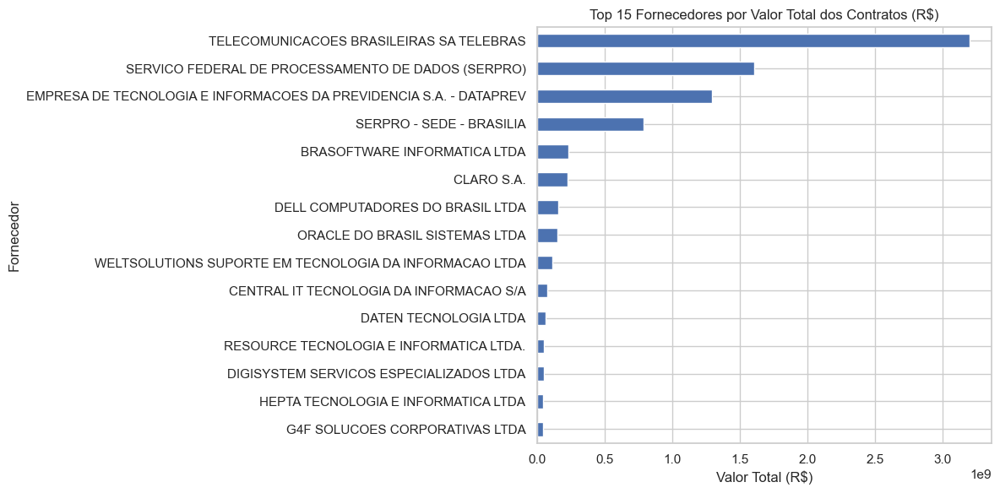 Top 15 Fornecedores por Valor Total dos Contratos (R$)
TELECOMUNICACOES BRASILEIRAS SA TELEBRAS
SERVICO FEDERAL DE PROCESSAMENTO DE DADOS (SERPRO)
EMPRESA DE TECNOLOGIA E INFORMACOES DA PREVIDENCIA S.A. - DATAPREV
SERPRO - SEDE - BRASILIA
BRASOFTWARE INFORMATICA LTDA
CLARO S.A.
DELL COMPUTADORES DO BRASIL LTDA
ORACLE DO BRASIL SISTEMAS LTDA
WELTSOLUTIONS SUPORTE EM TECNOLOGIA DA INFORMACAO LTDA
CENTRAL IT TECNOLOGIA DA INFORMACAO S/A
DATEN TECNOLOGIA LTDA
RESOURCE TECNOLOGIA E INFORMATICA LTDA.
DIGISYSTEM SERVICOS ESPECIALIZADOS LTDA
HEPTA TECNOLOGIA E INFORMATICA LTDA
G4F SOLUCOES CORPORATIVAS LTDA
Fornecedor
0.0 0.5 1.0 1.5 2.0 2.5 3.0
1e9
Valor Total (R$)